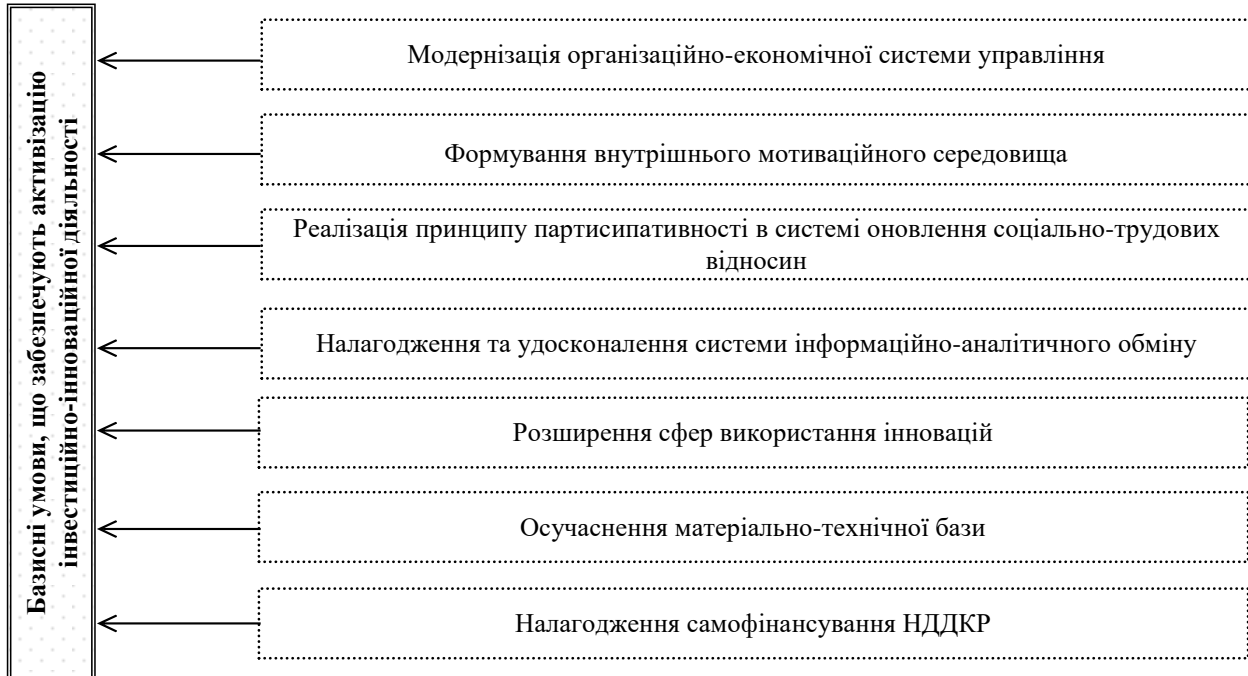 Базисні умови, що забезпечують активізацію
інвестиційно-інноваційної діяльності
Модернізація організаційно-економічної системи управління
Формування внутрішнього мотиваційного середовища
Реалізація принципу партисипативності в системі оновлення соціально-трудових
відносин
Налагодження та удосконалення системи інформаційно-аналітичного обміну
Розширення сфер використання інновацій
Осучаснення матеріально-технічної бази
Налагодження самофінансування НДДКР